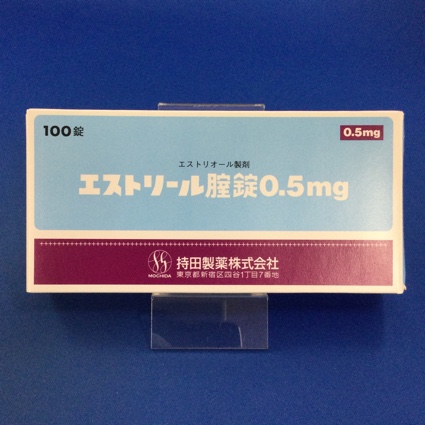 100錠
0.5mg
エストリオール製剤
エストリール腟錠0.5mg
MOCHIDA
持田製薬株式会社
東京都新宿区四谷1丁目7番地